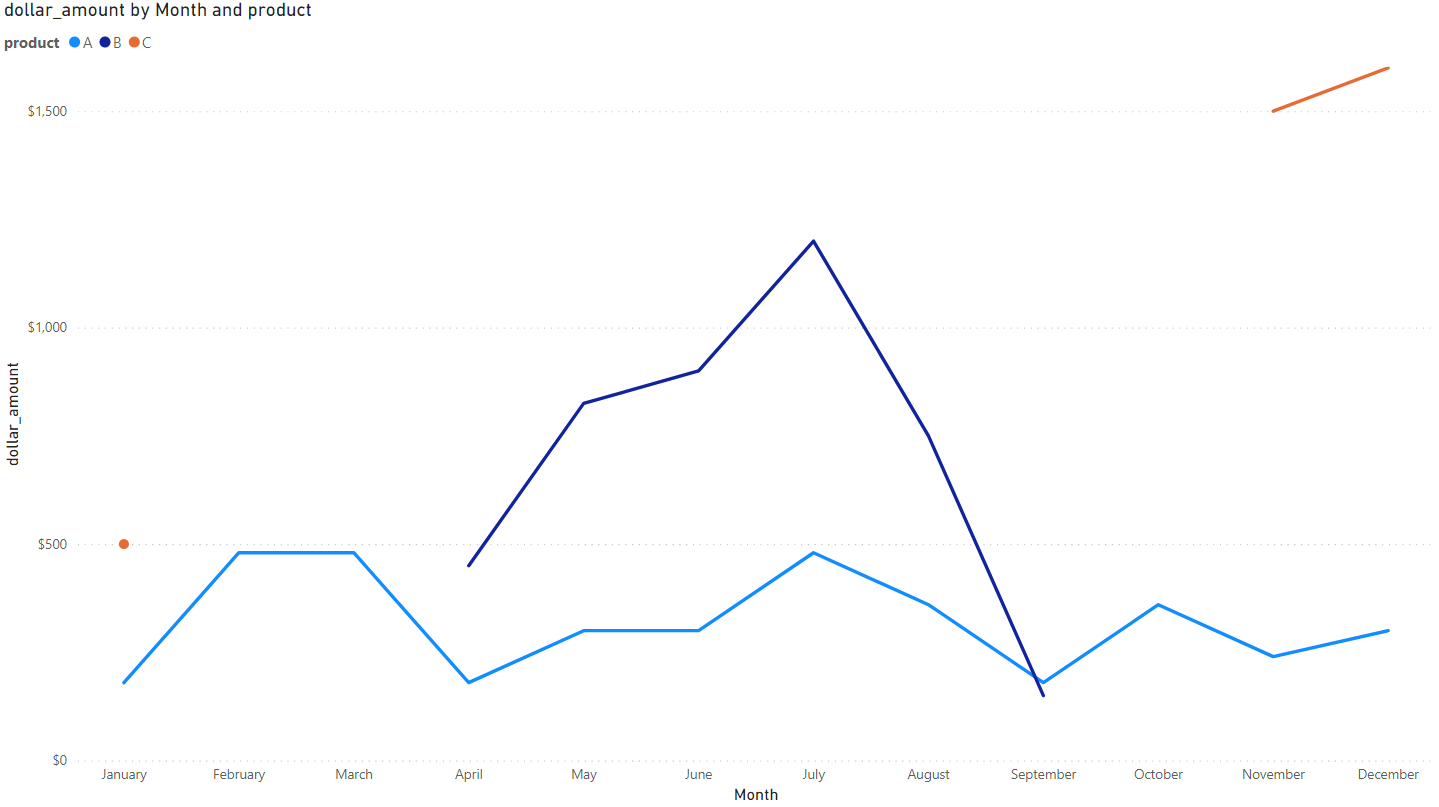 dollar_amount by Month and product
product A B C
$1,500
$1,000
$500
$0
dollar_amount
January February March April May June July August September October November December
Month